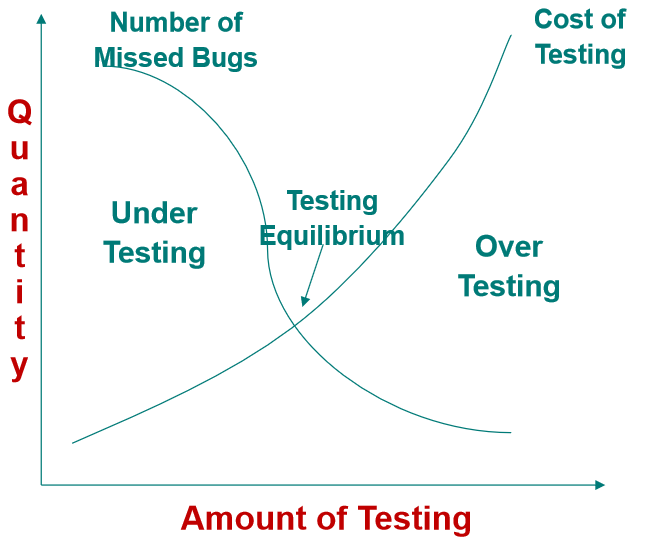 Number of
Missed Bugs
Cost of
Testing
Quantity
Under
Testing
Testing
Equilibrium
Over
Testing
Amount of Testing